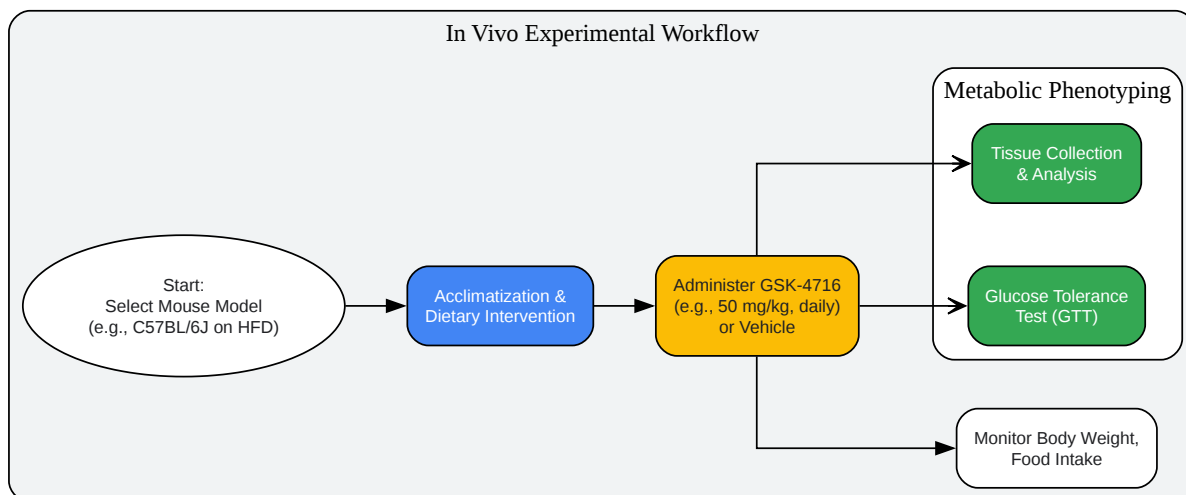 In Vivo Experimental Workflow
Metabolic Phenotyping
Tissue Collection
& Analysis
Start:
Select Mouse Model
(e.g., C57BL/6J on HFD)
Acclimatization &
Dietary Intervention
Administer GSK-4716
(e.g., 50 mg/kg, daily)
or Vehicle
Glucose Tolerance
Test (GTT)
Monitor Body Weight,
Food Intake